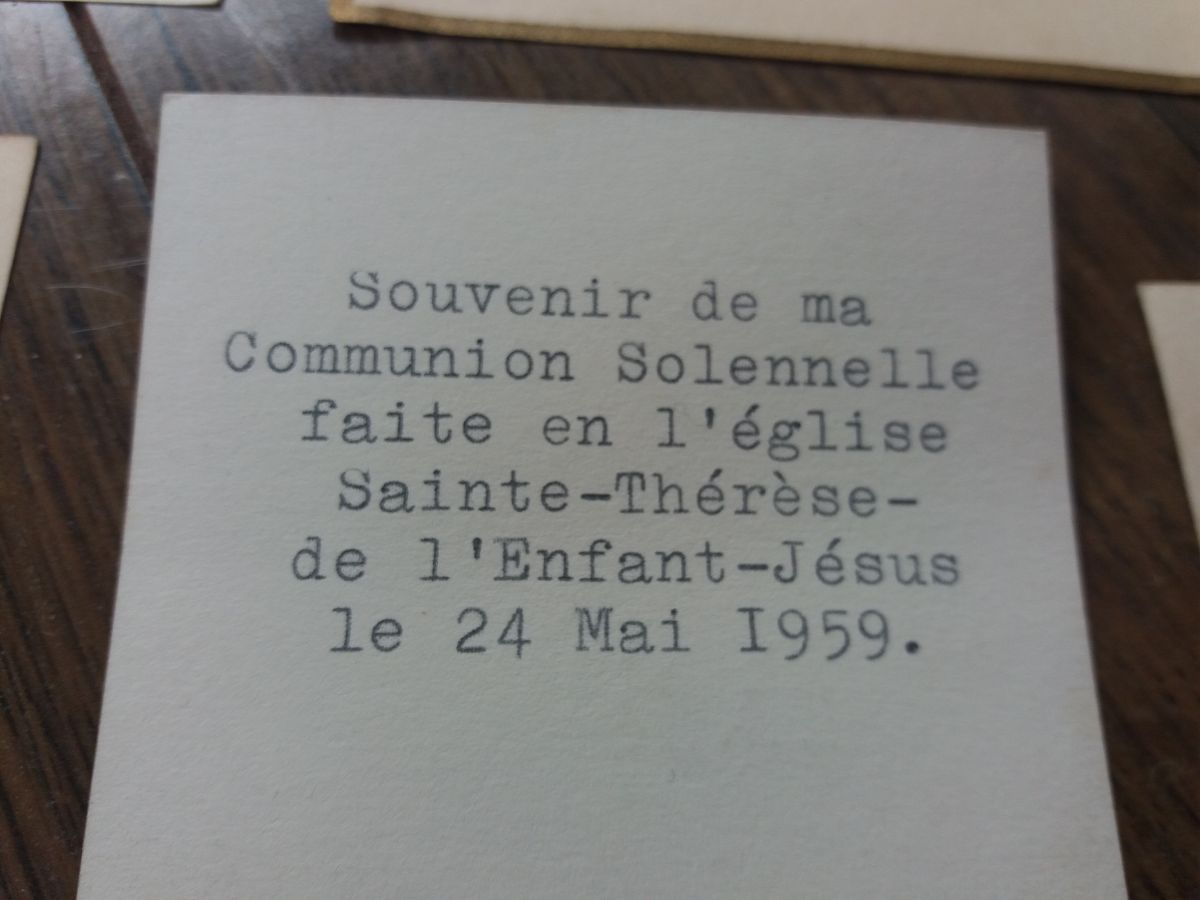 Souvenir de ma
Communion Solennelle
faite en l'église
Sainte-Thérèse-
de l'Enfant-Jésus
le 24 Mai I959.